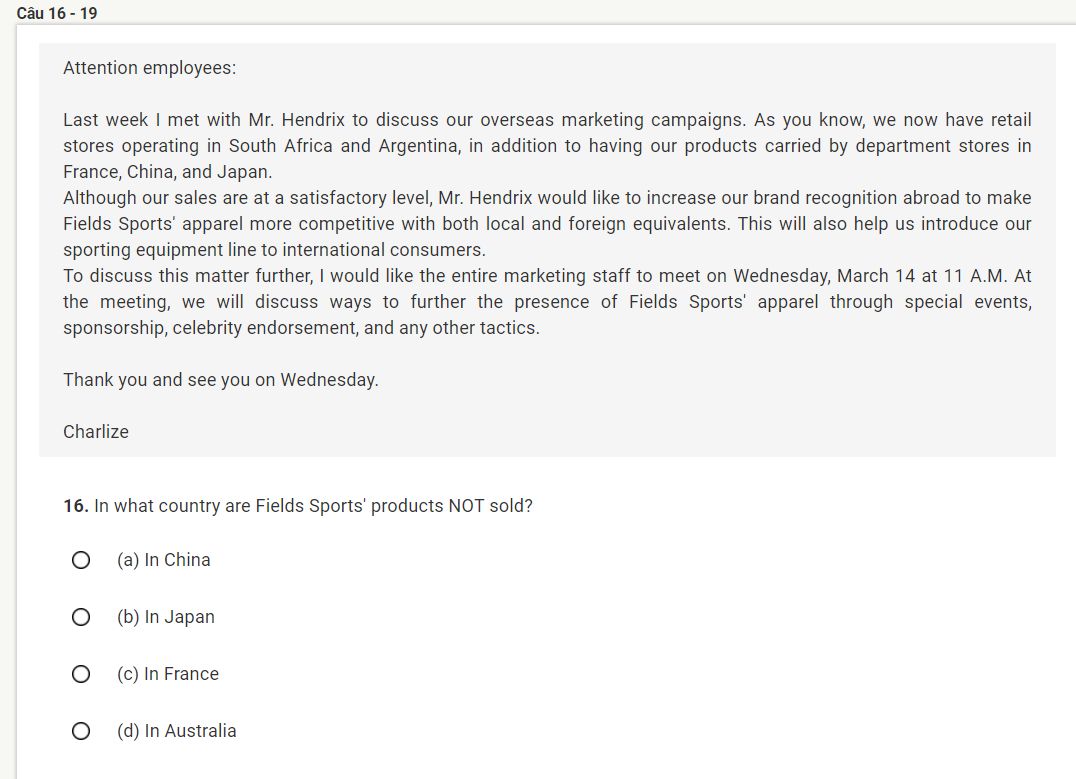 Câu 16 - 19
Attention employees:
Last week I met with Mr. Hendrix to discuss our overseas marketing campaigns. As you know, we now have retail
stores operating in South Africa and Argentina, in addition to having our products carried by department stores in
France, China, and Japan.
Although our sales are at a satisfactory level, Mr. Hendrix would like to increase our brand recognition abroad to make
Fields Sports' apparel more competitive with both local and foreign equivalents. This will also help us introduce our
sporting equipment line to international consumers.
To discuss this matter further, I would like the entire marketing staff to meet on Wednesday, March 14 at 11 A.M. At
the meeting, we will discuss ways to further the presence of Fields Sports' apparel through special events,
sponsorship, celebrity endorsement, and any other tactics.
Thank you and see you on Wednesday.
Charlize
16. In what country are Fields Sports' products NOT sold?
(a) In China
(b) In Japan
(c) In France
(d) In Australia